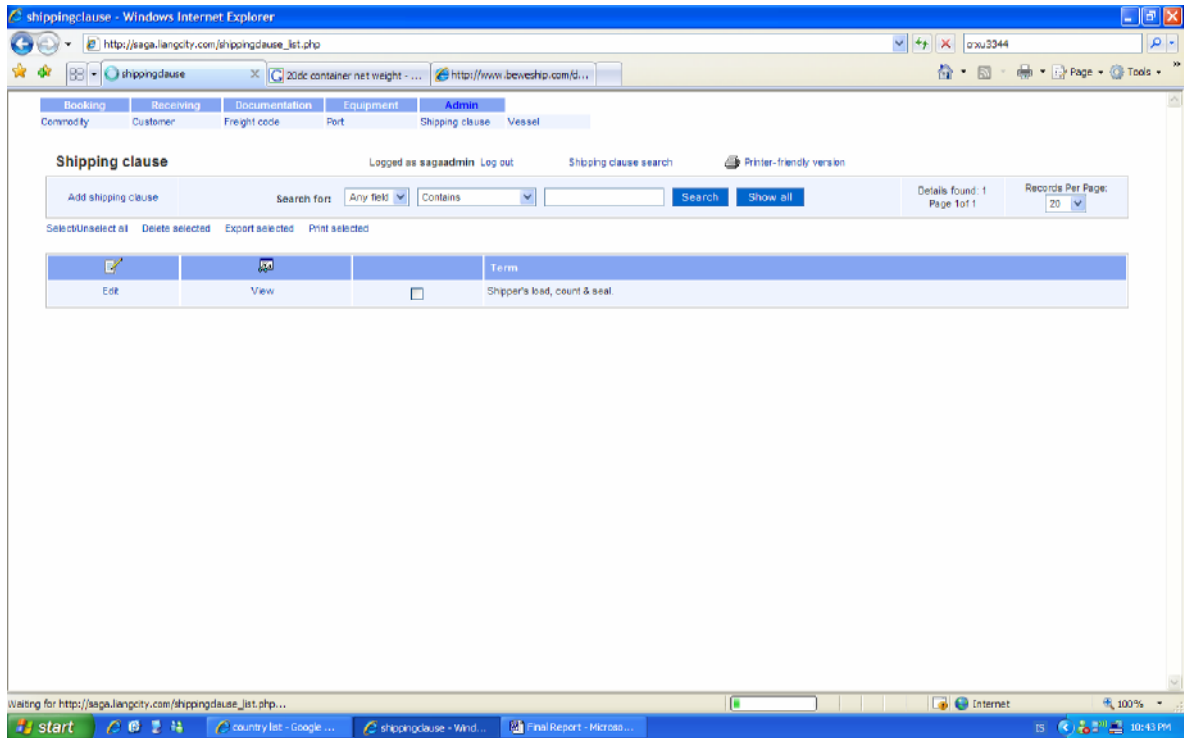 shippingclause - Windows Internet Explorer
http://saga.liangcity.com/shippingclause_list.php
shippingclause 20dc container net weight - ... http://www.beweship.com/d... Page Tools
Booking Receiving Documentation Equipment Admin
Commodity Customer Freight code Port Shipping clause Vessel
Shipping clause Logged as sagaadmin Log out Shipping clause search Printer-friendly version
Add shipping clause Search for: Any field Contains Search Show all Details found: 1 Records Per Page:
Page 1of 1 20
Select/Unselect all Delete selected Export selected Print selected
Term
Edit View Shipper's load, count & seal.
Waiting for http://saga.liangcity.com/shippingclause_list.php... Internet 100%
start country list - Google ... shippingclause - Wind... Final Report - Microso... 10:43 PM